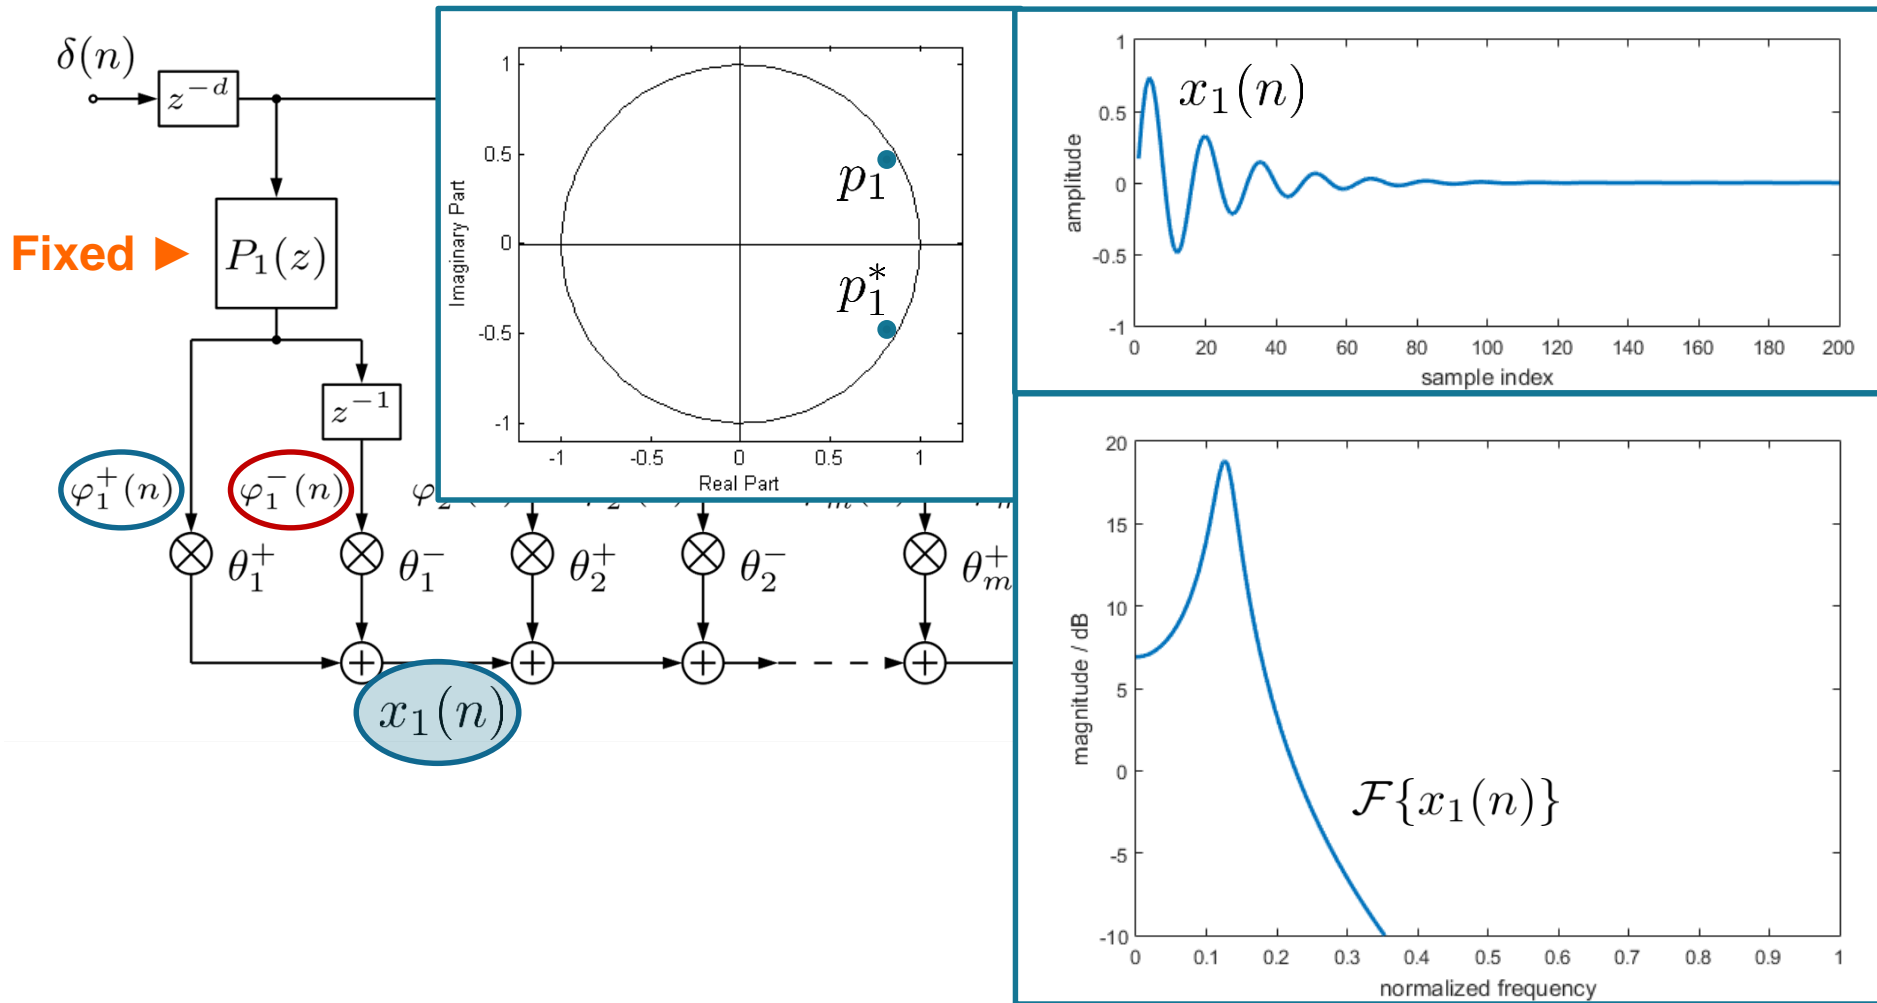 δ(n)
z^{-d}
Fixed ►
P_1(z)
z^{-1}
φ_1^+(n)
φ_1^-(n)
θ_1^+
θ_1^-
θ_2^+
θ_2^-
θ_m^+
x_1(n)
Imaginary Part
1
0.5
0
-0.5
-1
p_1
p_1^*
-1 -0.5 0 0.5 1
Real Part
amplitude
1
0.5
0
-0.5
-1
x_1(n)
0 20 40 60 80 100 120 140 160 180 200
sample index
magnitude / dB
20
15
10
5
0
-5
-10
F{x_1(n)}
0 0.1 0.2 0.3 0.4 0.5 0.6 0.7 0.8 0.9 1
normalized frequency